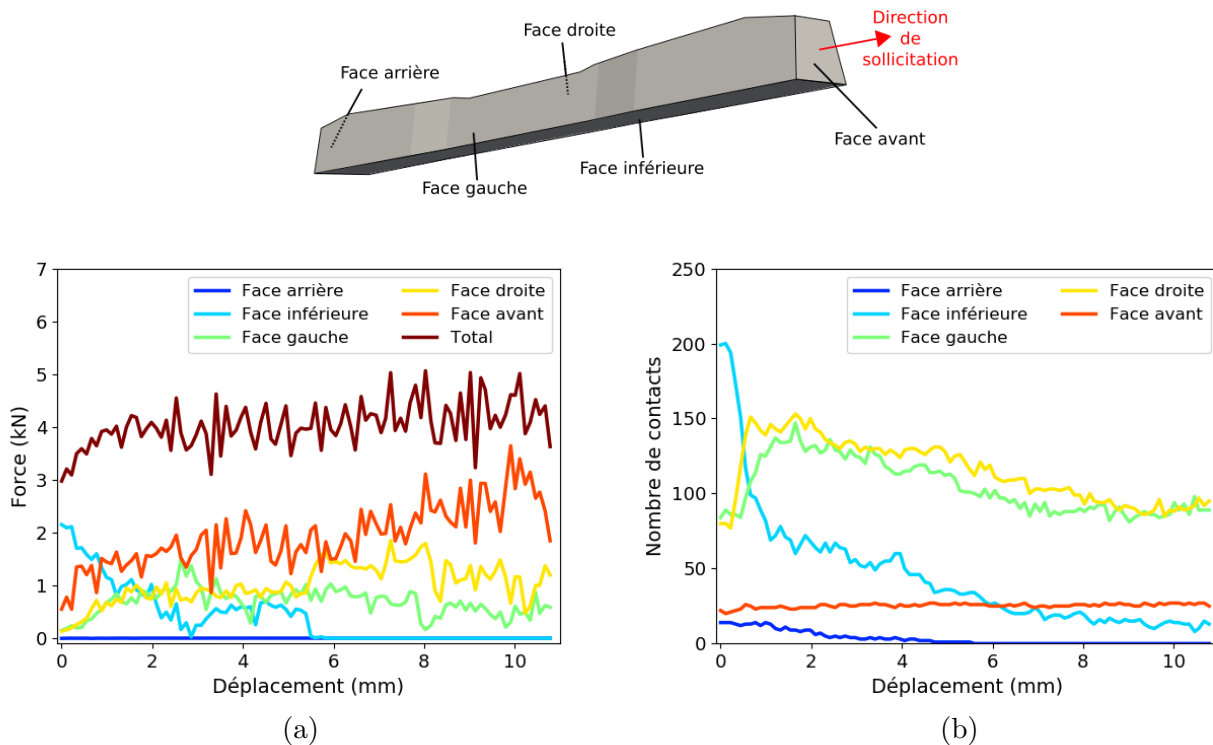 Direction
de
sollicitation
Face droite
Face arrière
Face avant
Face inférieure
Face gauche
7
6
5
4
3
2
1
0
Force (kN)
Face arrière
Face inférieure
Face gauche
Face droite
Face avant
Total
0 2 4 6 8 10
Déplacement (mm)
(a)
250
200
150
100
50
0
Nombre de contacts
Face arrière
Face inférieure
Face gauche
Face droite
Face avant
0 2 4 6 8 10
Déplacement (mm)
(b)